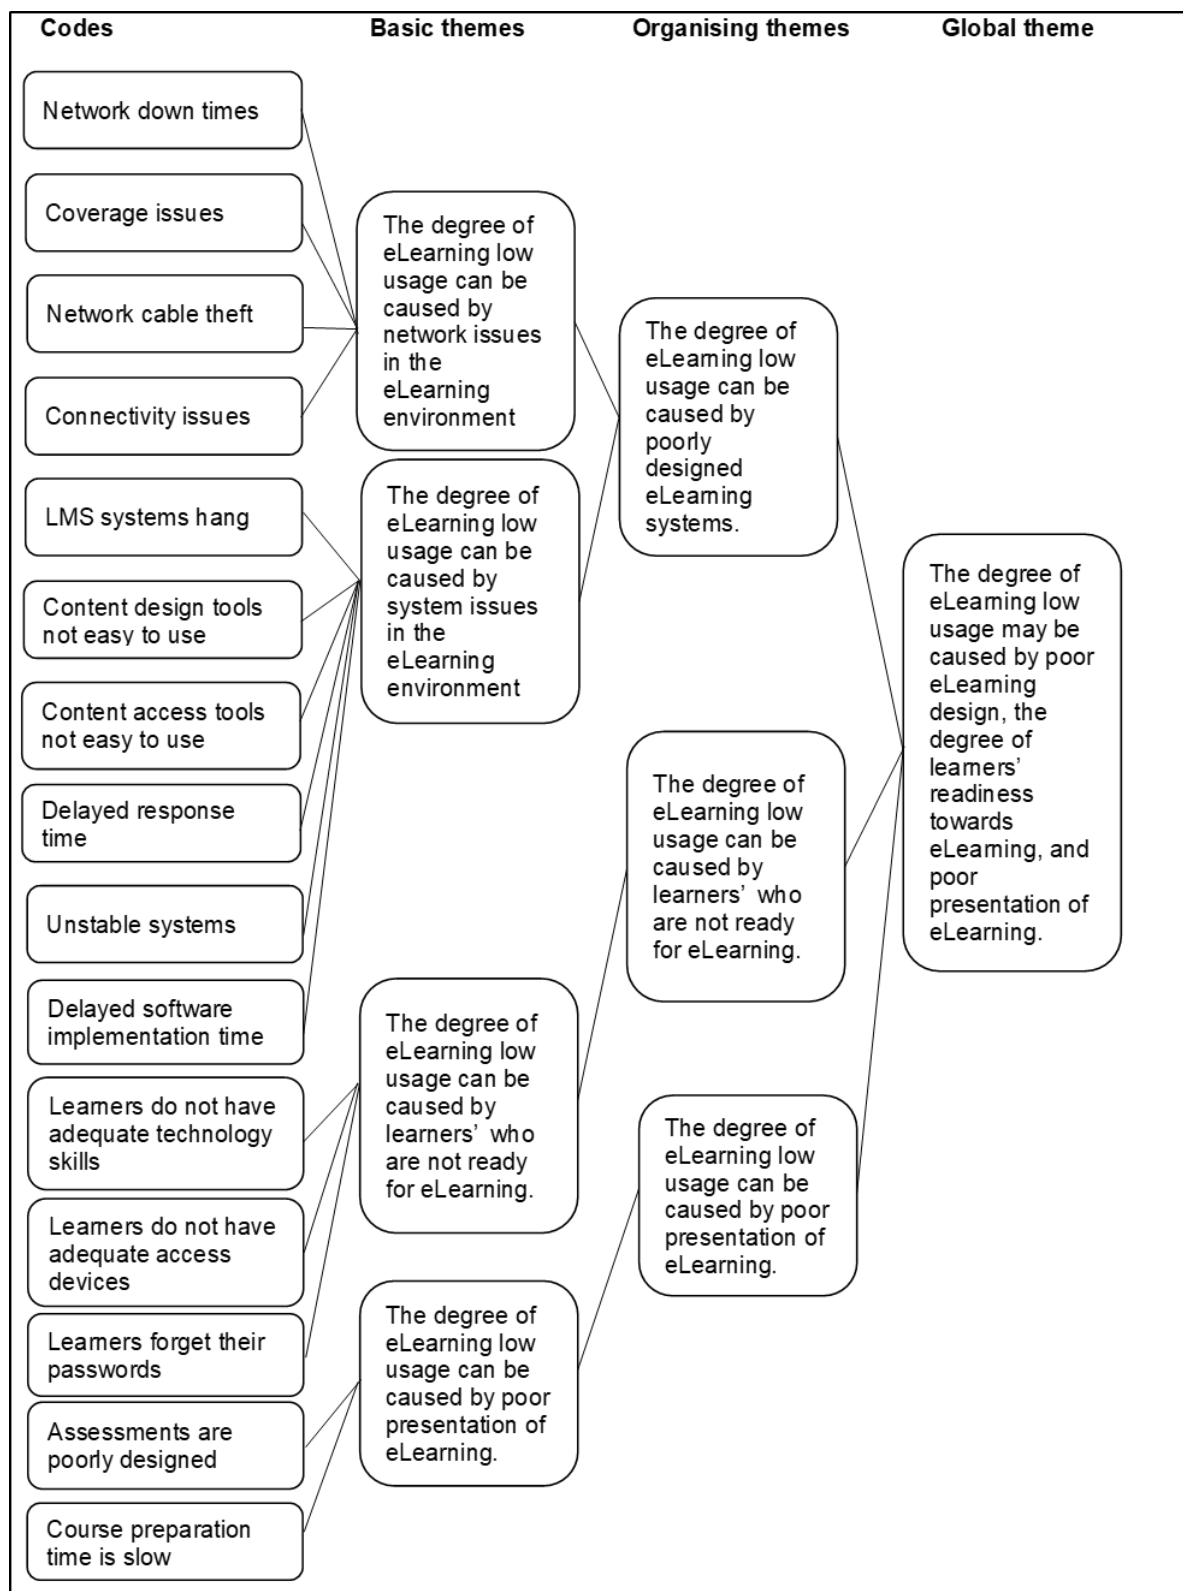 Codes
Basic themes
Organising themes
Global theme
Network down times
Coverage issues
Network cable theft
Connectivity issues
LMS systems hang
Content design tools
not easy to use
Content access tools
not easy to use
Delayed response
time
Unstable systems
Delayed software
implementation time
Learners do not have
adequate technology
skills
Learners do not have
adequate access
devices
Learners forget their
passwords
Assessments are
poorly designed
Course preparation
time is slow
The degree of
eLearning low
usage can be
caused by
network issues
in the
eLearning
environment
The degree of
eLearning low
usage can be
caused by
system issues
in the
eLearning
environment
The degree of
eLearning low
usage can be
caused by
learners’ who
are not ready
for eLearning.
The degree of
eLearning low
usage can be
caused by poor
presentation of
eLearning.
The degree of
eLearning low
usage can be
caused by
poorly
designed
eLearning
systems.
The degree of
eLearning low
usage can be
caused by
learners’ who
are not ready
for eLearning.
The degree of
eLearning low
usage can be
caused by poor
presentation of
eLearning.
The degree of
eLearning low
usage may be
caused by poor
eLearning
design, the
degree of
learners’
readiness
towards
eLearning, and
poor
presentation of
eLearning.